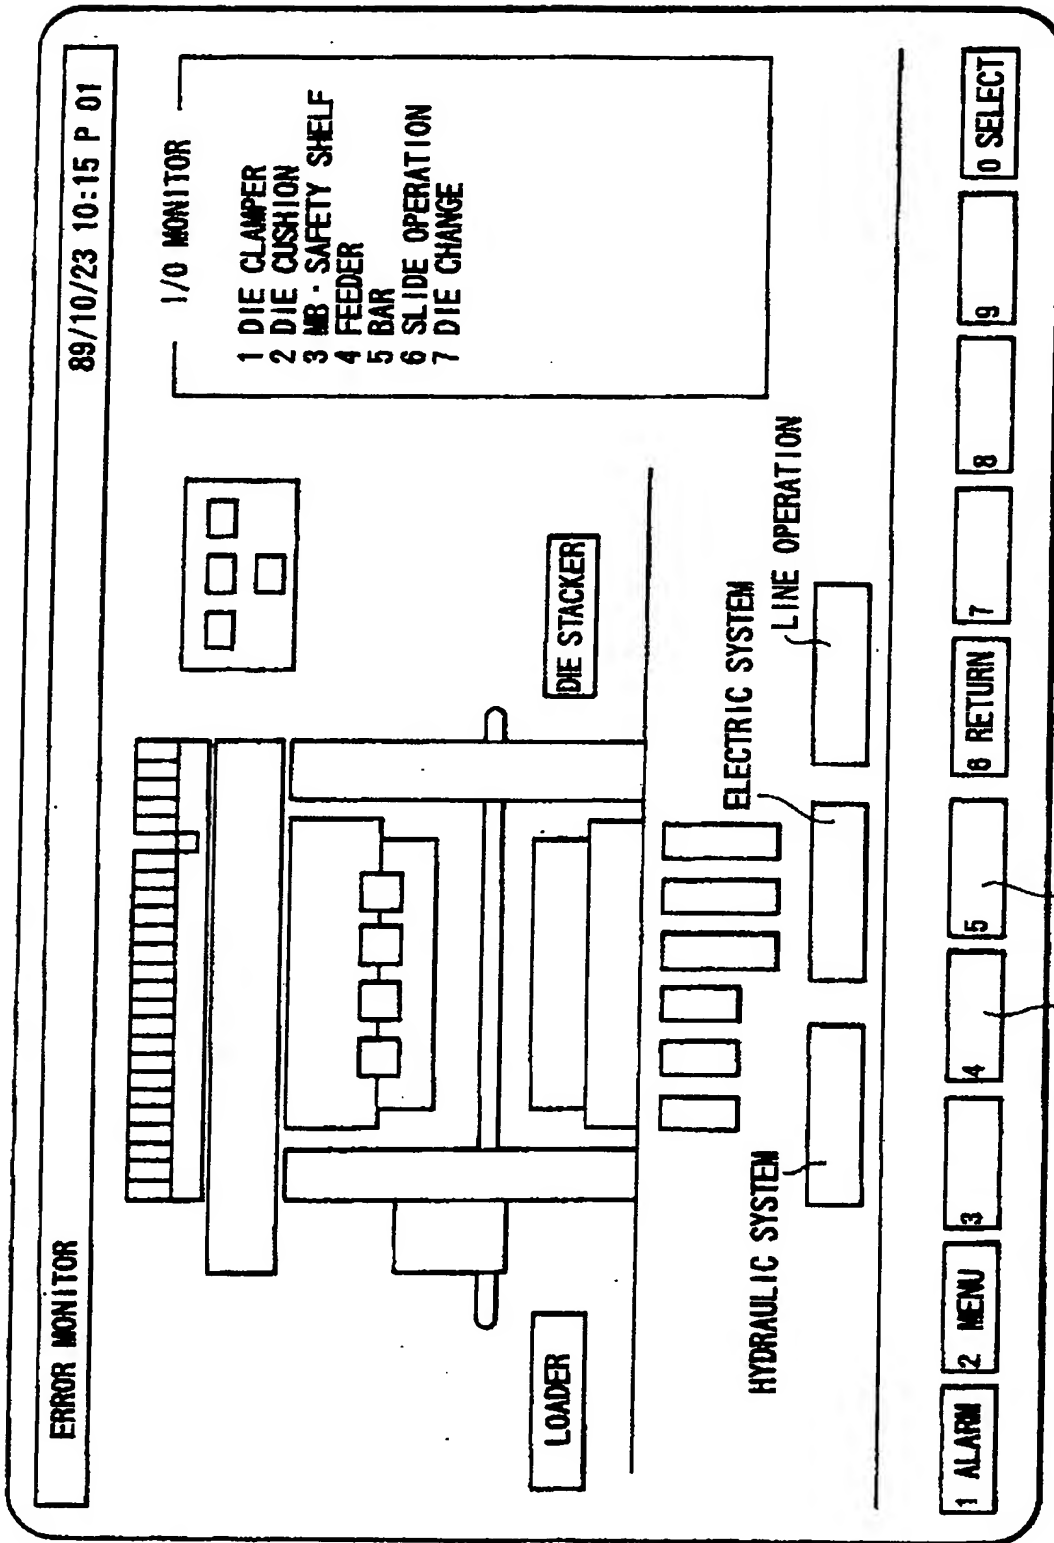 ERROR MONITOR
89/10/23 10:15 P 01
I/O MONITOR
1 DIE CLAMPER
2 DIE CUSHION
3 MB · SAFETY SHELF
4 FEEDER
5 BAR
6 SLIDE OPERATION
7 DIE CHANGE
LOADER
DIE STACKER
HYDRAULIC SYSTEM
ELECTRIC SYSTEM
LINE OPERATION
1 ALARM
2 MENU
3
4
5
6 RETURN
7
8
9
0 SELECT